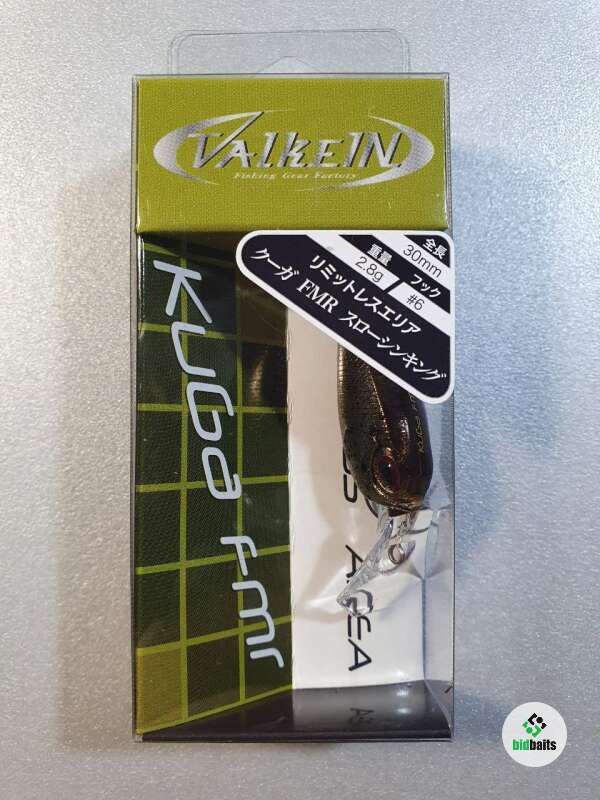 VALKEIN
Fishing Gear Factory
全長 30mm
フック #6
重量 2.8g
リミットレスエリア
クーガ FMR スローシンキング
KUGA FMR
AREA
bidbaits